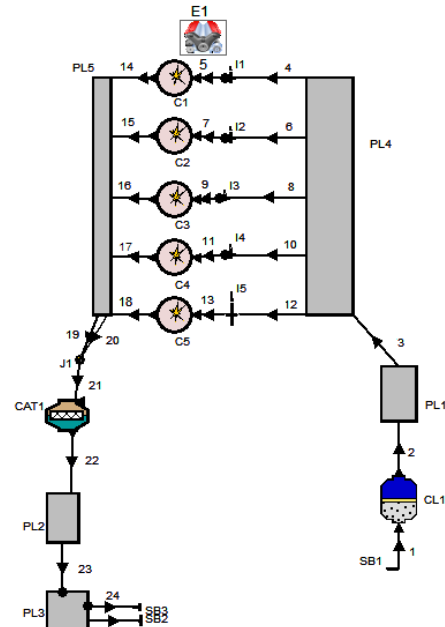 E1
PL5 14 5 I1 4
C1
15 7 I2 6 PL4
C2
16 9 I3 8
C3
17 11 I4 10
C4
18 13 I5 12
C5
19 20 3
J1
21
CAT1 PL1
2
22
CL1
PL2
1
SB1
23
24
PL3 SB3
SB2